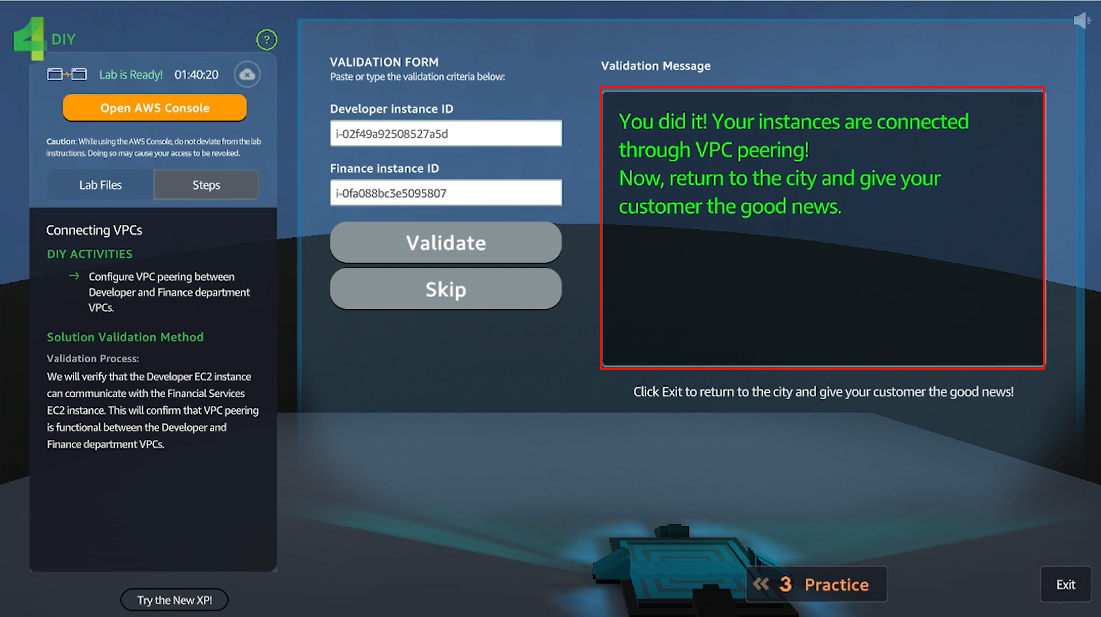 4 DIY
?
Lab is Ready! 01:40:20
Open AWS Console
Caution: While using the AWS Console, do not deviate from the lab
instructions. Doing so may cause your access to be revoked.
Lab Files
Steps
Connecting VPCs
DIY ACTIVITIES
→ Configure VPC peering between
Developer and Finance department
VPCs.
Solution Validation Method
Validation Process:
We will verify that the Developer EC2 instance
can communicate with the Financial Services
EC2 instance. This will confirm that VPC peering
is functional between the Developer and
Finance department VPCs.
Try the New XP!
VALIDATION FORM
Paste or type the validation criteria below:
Developer instance ID
i-02f49a92508527a5d
Finance instance ID
i-0fa088bc3e5095807
Validate
Skip
Validation Message
You did it! Your instances are connected
through VPC peering!
Now, return to the city and give your
customer the good news.
Click Exit to return to the city and give your customer the good news!
« 3 Practice
Exit